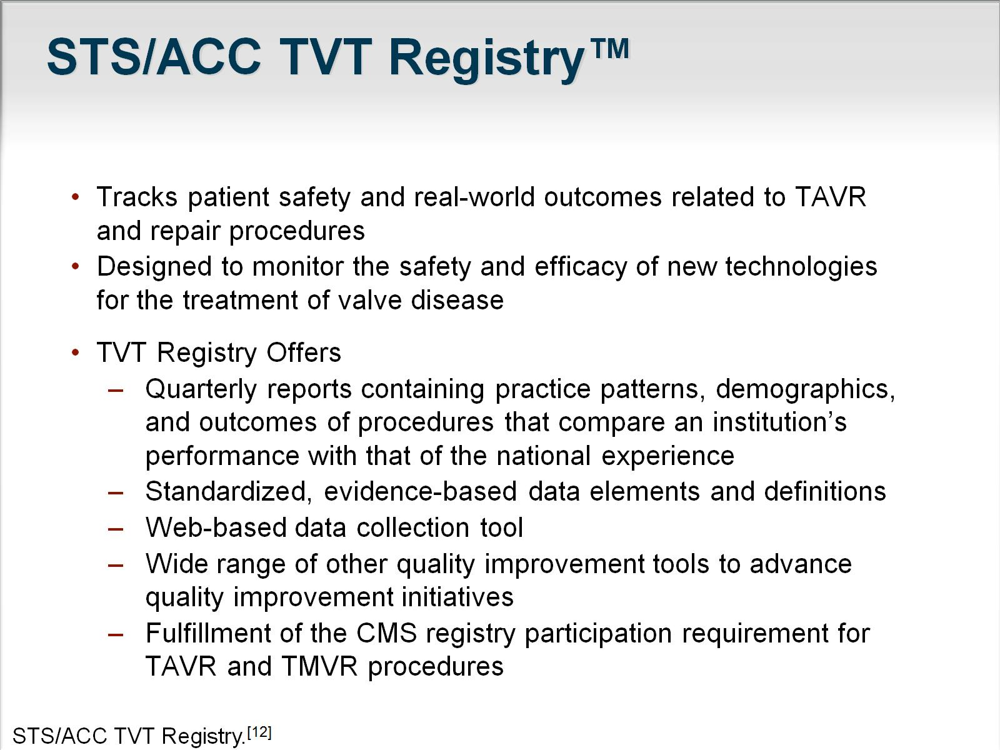 STS/ACC TVT Registry™
• Tracks patient safety and real-world outcomes related to TAVR
and repair procedures
• Designed to monitor the safety and efficacy of new technologies
for the treatment of valve disease
• TVT Registry Offers
– Quarterly reports containing practice patterns, demographics,
and outcomes of procedures that compare an institution’s
performance with that of the national experience
– Standardized, evidence-based data elements and definitions
– Web-based data collection tool
– Wide range of other quality improvement tools to advance
quality improvement initiatives
– Fulfillment of the CMS registry participation requirement for
TAVR and TMVR procedures
STS/ACC TVT Registry.[12]